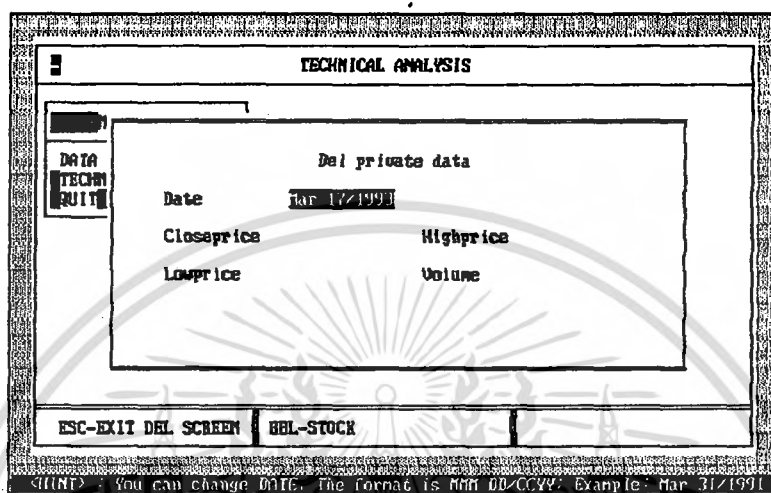 TECHNICAL ANALYSIS
DATA
TECHN
QUIT
Del private data
Date Mar 17/1993
Closeprice Highprice
Lowprice Volume
ESC-EXIT DEL SCREEN BBL-STOCK
<HINT> : You can change DATE. The format is MMM DD/CCYY; Example: Mar 31/1991